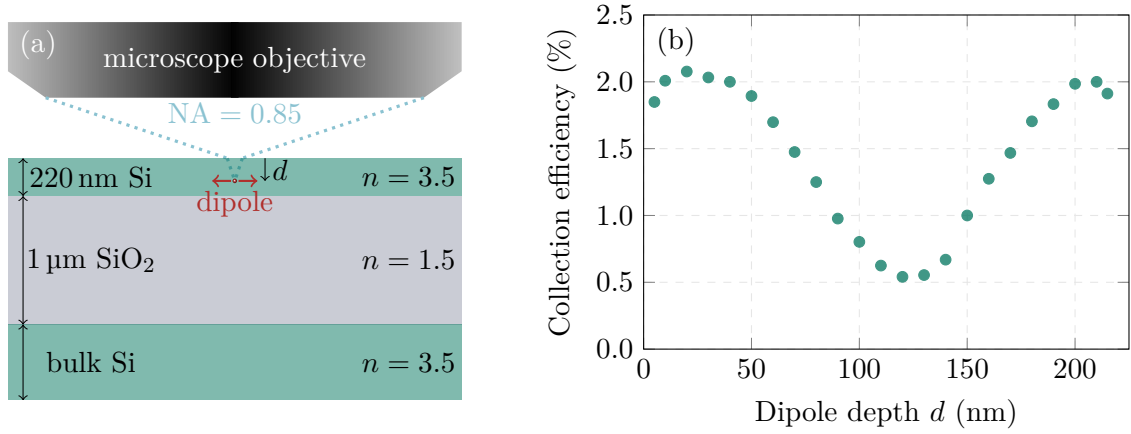 (a)
microscope objective
NA = 0.85
220 nm Si
d
n = 3.5
dipole
1 µm SiO₂
n = 1.5
bulk Si
n = 3.5
(b)
Collection efficiency (%)
2.5
2.0
1.5
1.0
0.5
0.0
0 50 100 150 200
Dipole depth d (nm)